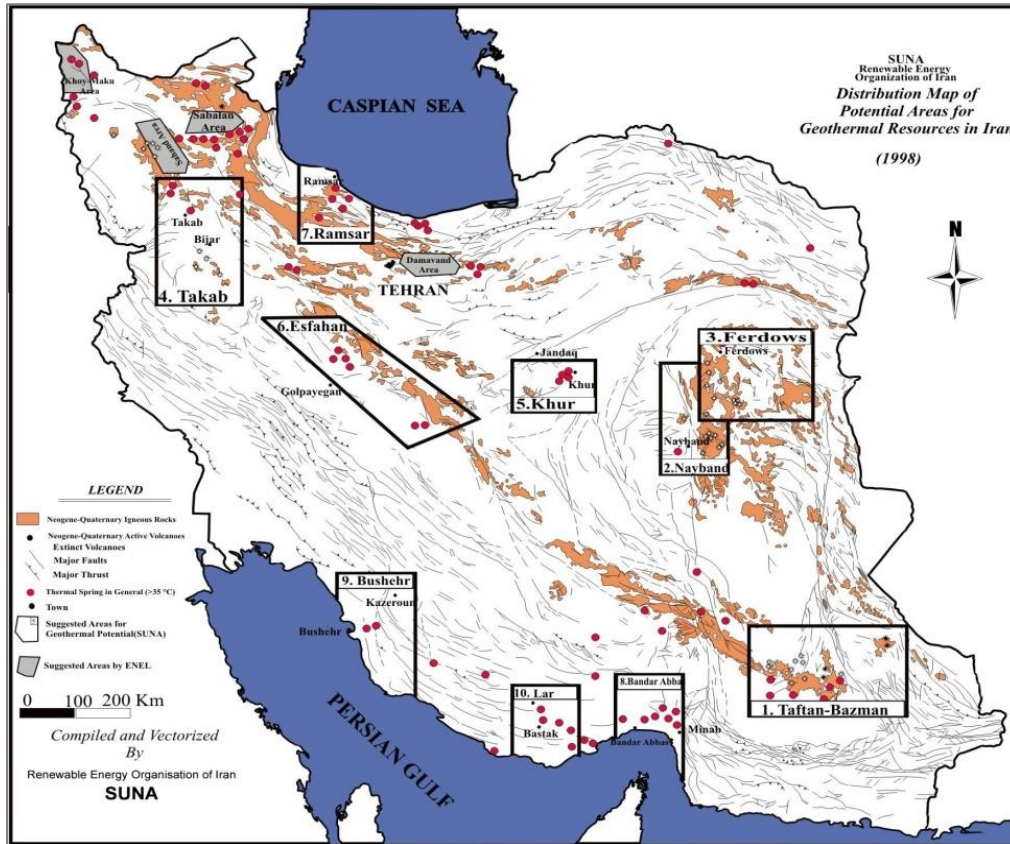 SUNA
Renewable Energy
Organization of Iran
Distribution Map of
Potential Areas for
Geothermal Resources in Iran
(1998)
N
CASPIAN SEA
Khoy-Maku
Area
Sabalan
Area
Sahand Area
Ramsar
7.Ramsar
Takab
Bijar
4. Takab
Damavand
Area
TEHRAN
6.Esfahan
Golpayegan
Jandaq
Khur
5.Khur
3.Ferdows
Ferdows
Nayband
2.Nayband
9. Bushehr
Kazeroun
Bushehr
10. Lar
Bastak
8.Bandar Abba
Minab
Bandar Abbas
1. Taftan-Bazman
PERSIAN GULF
LEGEND
Neogene-Quaternary Igneous Rocks
Neogene-Quaternary Active Volcanoes
Extinct Volcanoes
Major Faults
Major Thrust
Thermal Spring in General (>35 °C)
Town
Suggested Areas for
Geothermal Potential(SUNA)
Suggested Areas by ENEL
0 100 200 Km
Compiled and Vectorized
By
Renewable Energy Organisation of Iran
SUNA